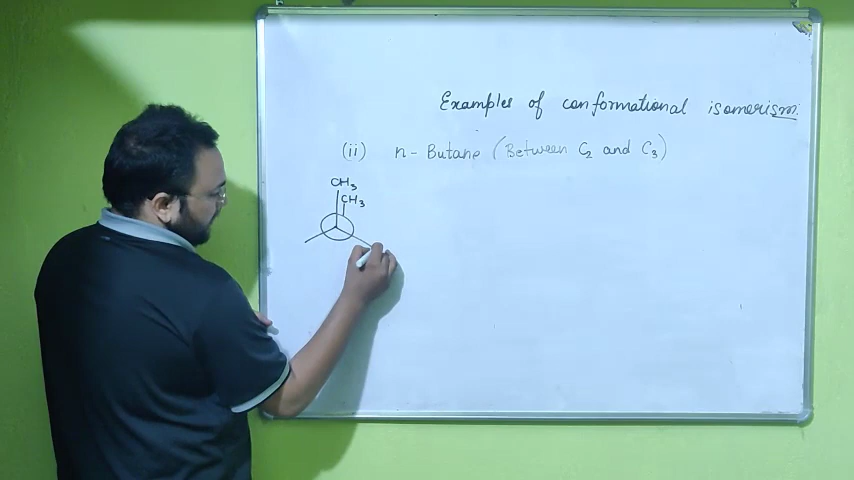 Examples of conformational isomerism:
(ii) n- Butane (Between C₂ and C₃)
CH₃
CH₃